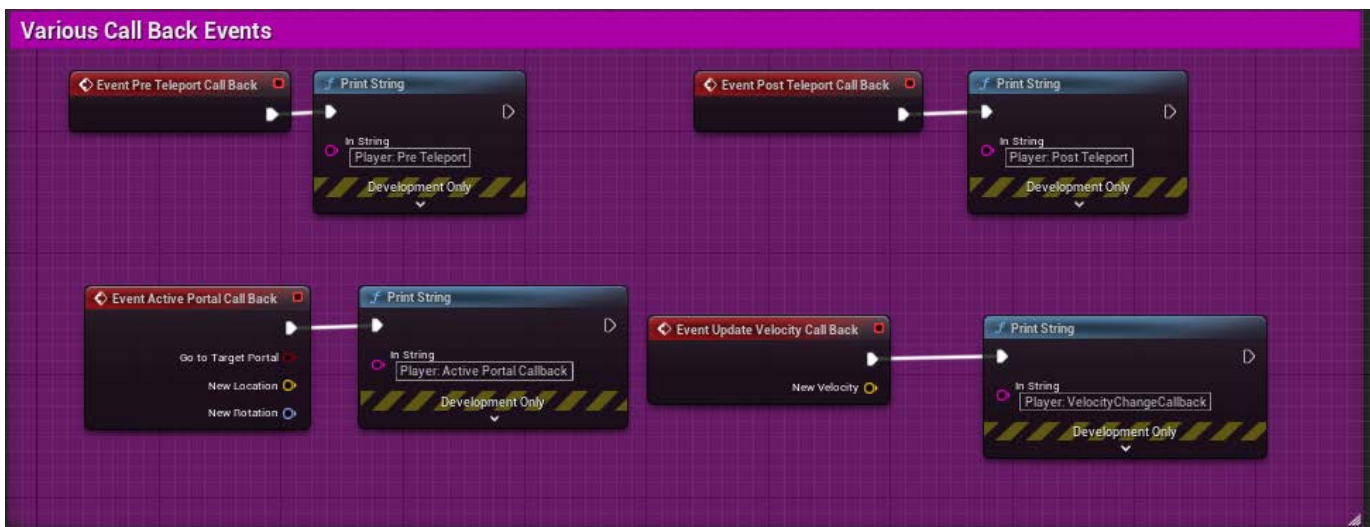 Various Call Back Events
Event Pre Teleport Call Back
Print String
In String
Player: Pre Teleport
Development Only
Event Post Teleport Call Back
Print String
In String
Player: Post Teleport
Development Only
Event Active Portal Call Back
Go to Target Portal
New Location
New Rotation
Print String
In String
Player: Active Portal Callback
Development Only
Event Update Velocity Call Back
New Velocity
Print String
In String
Player: VelocityChangeCallback
Development Only